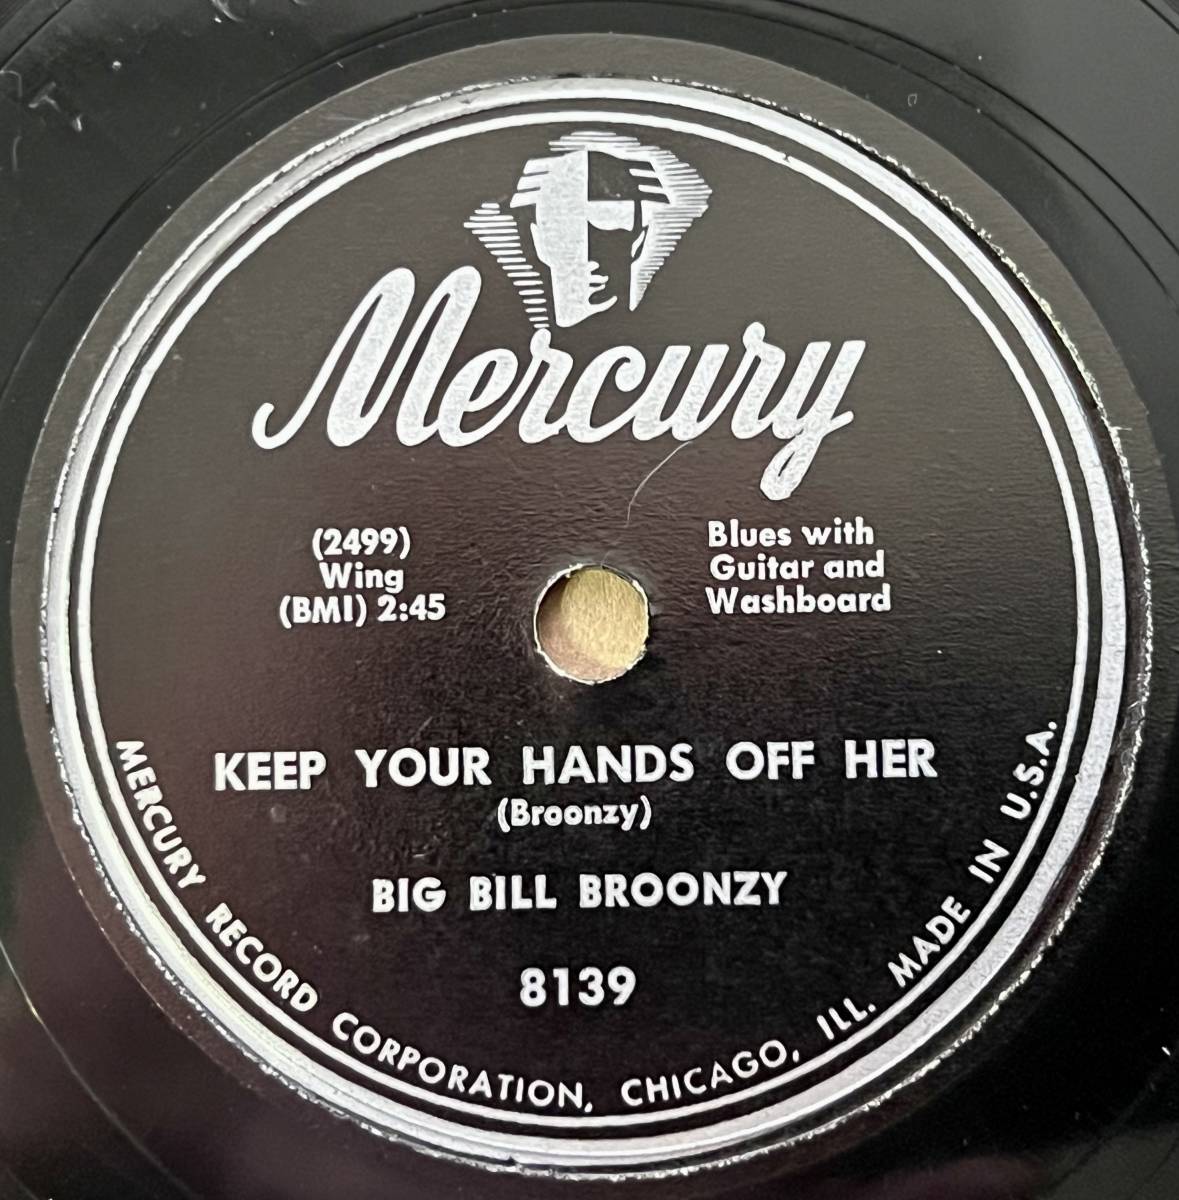 Mercury
(2499)
Wing
(BMI) 2:45
Blues with
Guitar and
Washboard
KEEP YOUR HANDS OFF HER
(Broonzy)
BIG BILL BROONZY
8139
MERCURY RECORD CORPORATION, CHICAGO, ILL. MADE IN U.S.A.